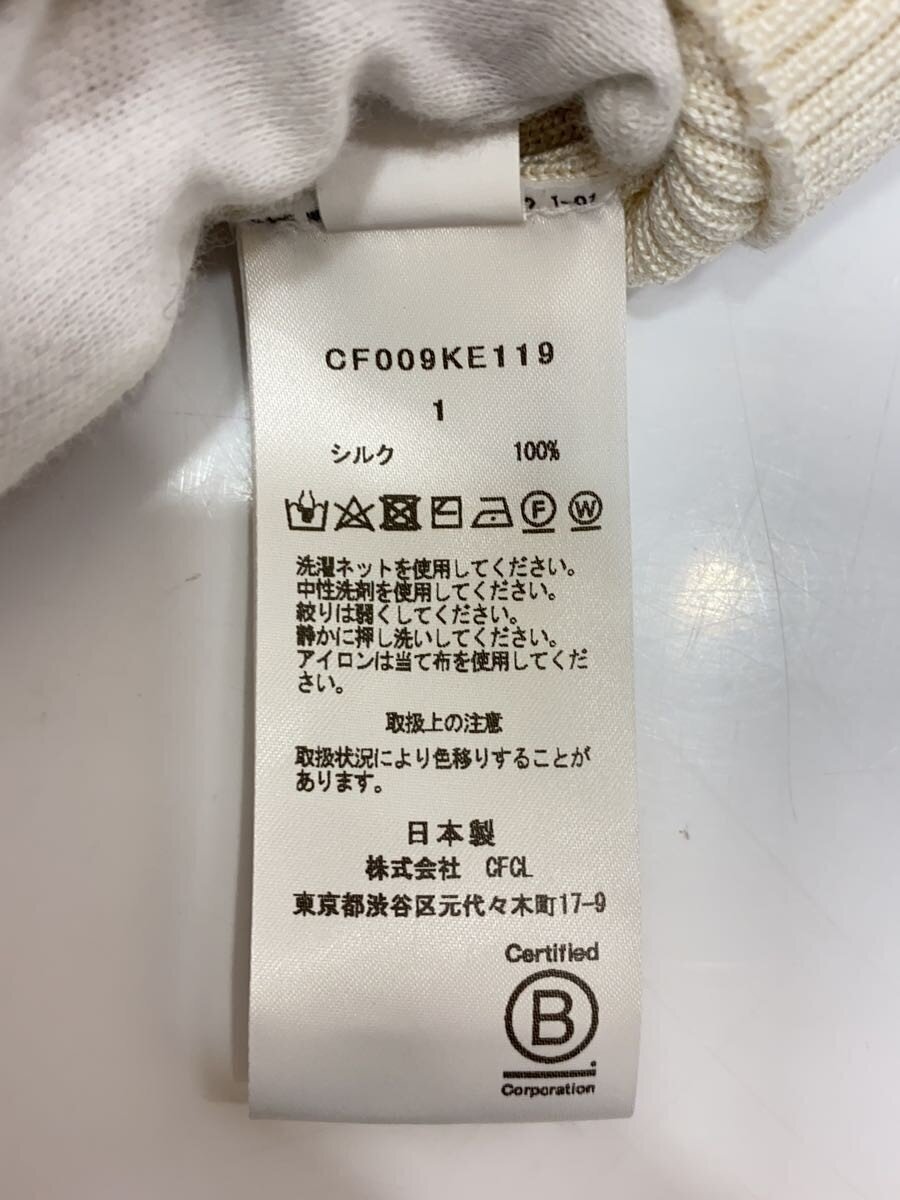 CF009KE119
1
シルク 100%
F W
洗濯ネットを使用してください。
中性洗剤を使用してください。
絞りは弱くしてください。
静かに押し洗いしてください。
アイロンは当て布を使用してくだ
さい。
取扱上の注意
取扱状況により色移りすることが
あります。
日本製
株式会社 CFCL
東京都渋谷区元代々木町17-9
Certified
B
Corporation